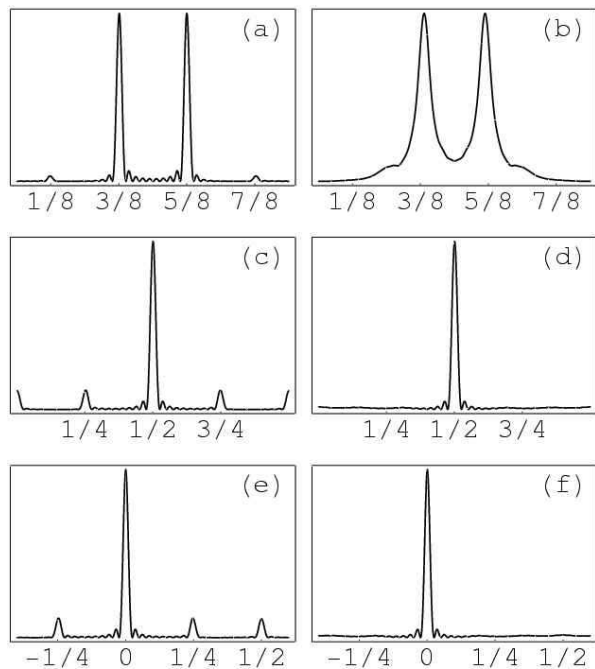 (a) (b)
1/8 3/8 5/8 7/8 1/8 3/8 5/8 7/8
(c) (d)
1/4 1/2 3/4 1/4 1/2 3/4
(e) (f)
-1/4 0 1/4 1/2 -1/4 0 1/4 1/2